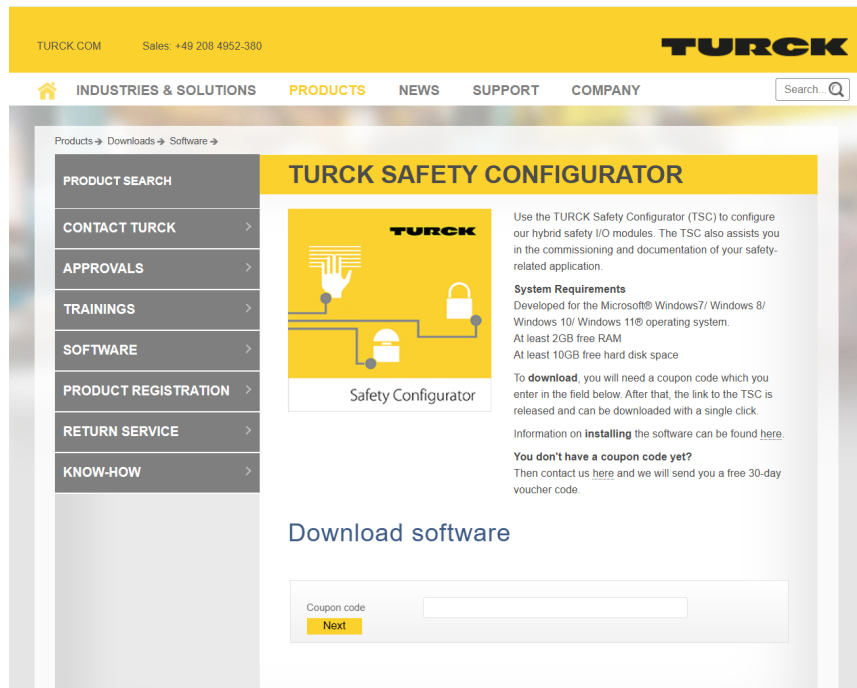 TURCK.COM
Sales: +49 208 4952-380
TURCK
INDUSTRIES & SOLUTIONS
PRODUCTS
NEWS
SUPPORT
COMPANY
Search...
Products → Downloads → Software →
PRODUCT SEARCH
CONTACT TURCK
APPROVALS
TRAININGS
SOFTWARE
PRODUCT REGISTRATION
RETURN SERVICE
KNOW-HOW
TURCK SAFETY CONFIGURATOR
TURCK
Safety Configurator
Use the TURCK Safety Configurator (TSC) to configure
our hybrid safety I/O modules. The TSC also assists you
in the commissioning and documentation of your safety-
related application.
System Requirements
Developed for the Microsoft® Windows7/ Windows 8/
Windows 10/ Windows 11® operating system.
At least 2GB free RAM
At least 10GB free hard disk space
To download, you will need a coupon code which you
enter in the field below. After that, the link to the TSC is
released and can be downloaded with a single click.
Information on installing the software can be found here.
You don't have a coupon code yet?
Then contact us here and we will send you a free 30-day
voucher code.
Download software
Coupon code
Next